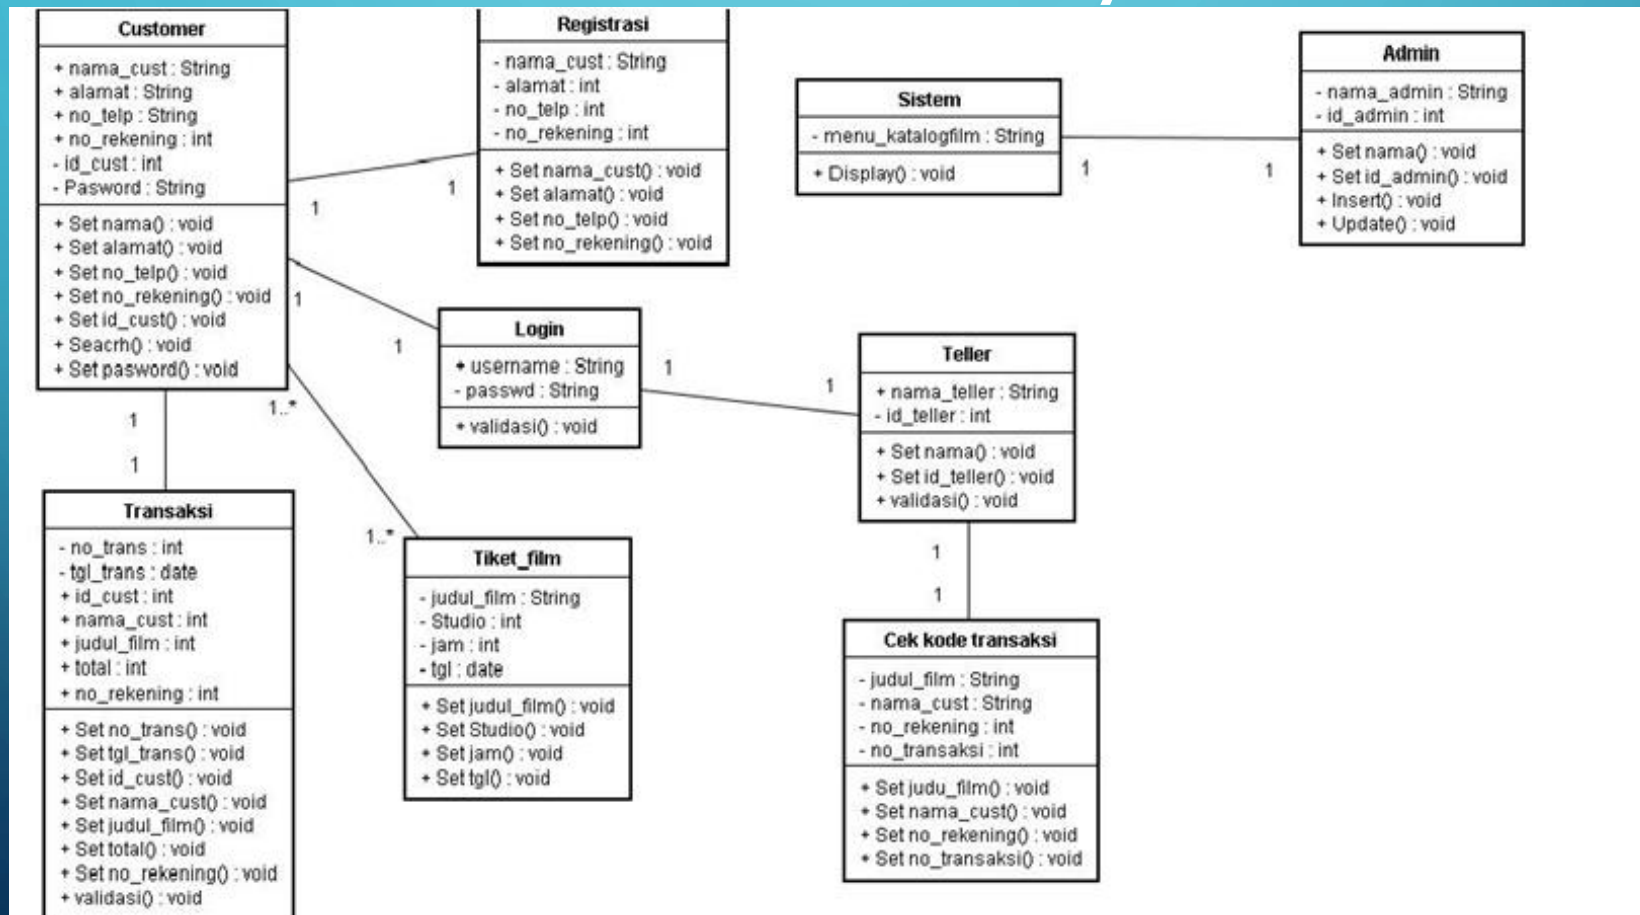 Customer
+ nama_cust : String
+ alamat : String
+ no_telp : String
+ no_rekening : int
- id_cust : int
- Pasword : String
+ Set nama() : void
+ Set alamat() : void
+ Set no_telp() : void
+ Set no_rekening() : void
+ Set id_cust() : void
+ Seacrh() : void
+ Set pasword() : void
Registrasi
- nama_cust : String
- alamat : int
- no_telp : int
- no_rekening : int
+ Set nama_cust() : void
+ Set alamat() : void
+ Set no_telp() : void
+ Set no_rekening() : void
1
1
Sistem
- menu_katalogfilm : String
+ Display() : void
1
1
Admin
- nama_admin : String
- id_admin : int
+ Set nama() : void
+ Set id_admin() : void
+ Insert() : void
+ Update() : void
1
1
Login
+ username : String
- passwd : String
+ validasi() : void
1
1
Teller
+ nama_teller : String
- id_teller : int
+ Set nama() : void
+ Set id_teller() : void
+ validasi() : void
1
1
1..*
1..*
Transaksi
- no_trans : int
- tgl_trans : date
+ id_cust : int
+ nama_cust : int
+ judul_film : int
+ total : int
+ no_rekening : int
+ Set no_trans() : void
+ Set tgl_trans() : void
+ Set id_cust() : void
+ Set nama_cust() : void
+ Set judul_film() : void
+ Set total() : void
+ Set no_rekening() : void
+ validasi() : void
Tiket_film
- judul_film : String
- Studio : int
- jam : int
- tgl : date
+ Set judul_film() : void
+ Set Studio() : void
+ Set jam() : void
+ Set tgl() : void
1
1
Cek kode transaksi
- judul_film : String
- nama_cust : String
- no_rekening : int
- no_transaksi : int
+ Set judu_film() : void
+ Set nama_cust() : void
+ Set no_rekening() : void
+ Set no_transaksi() : void